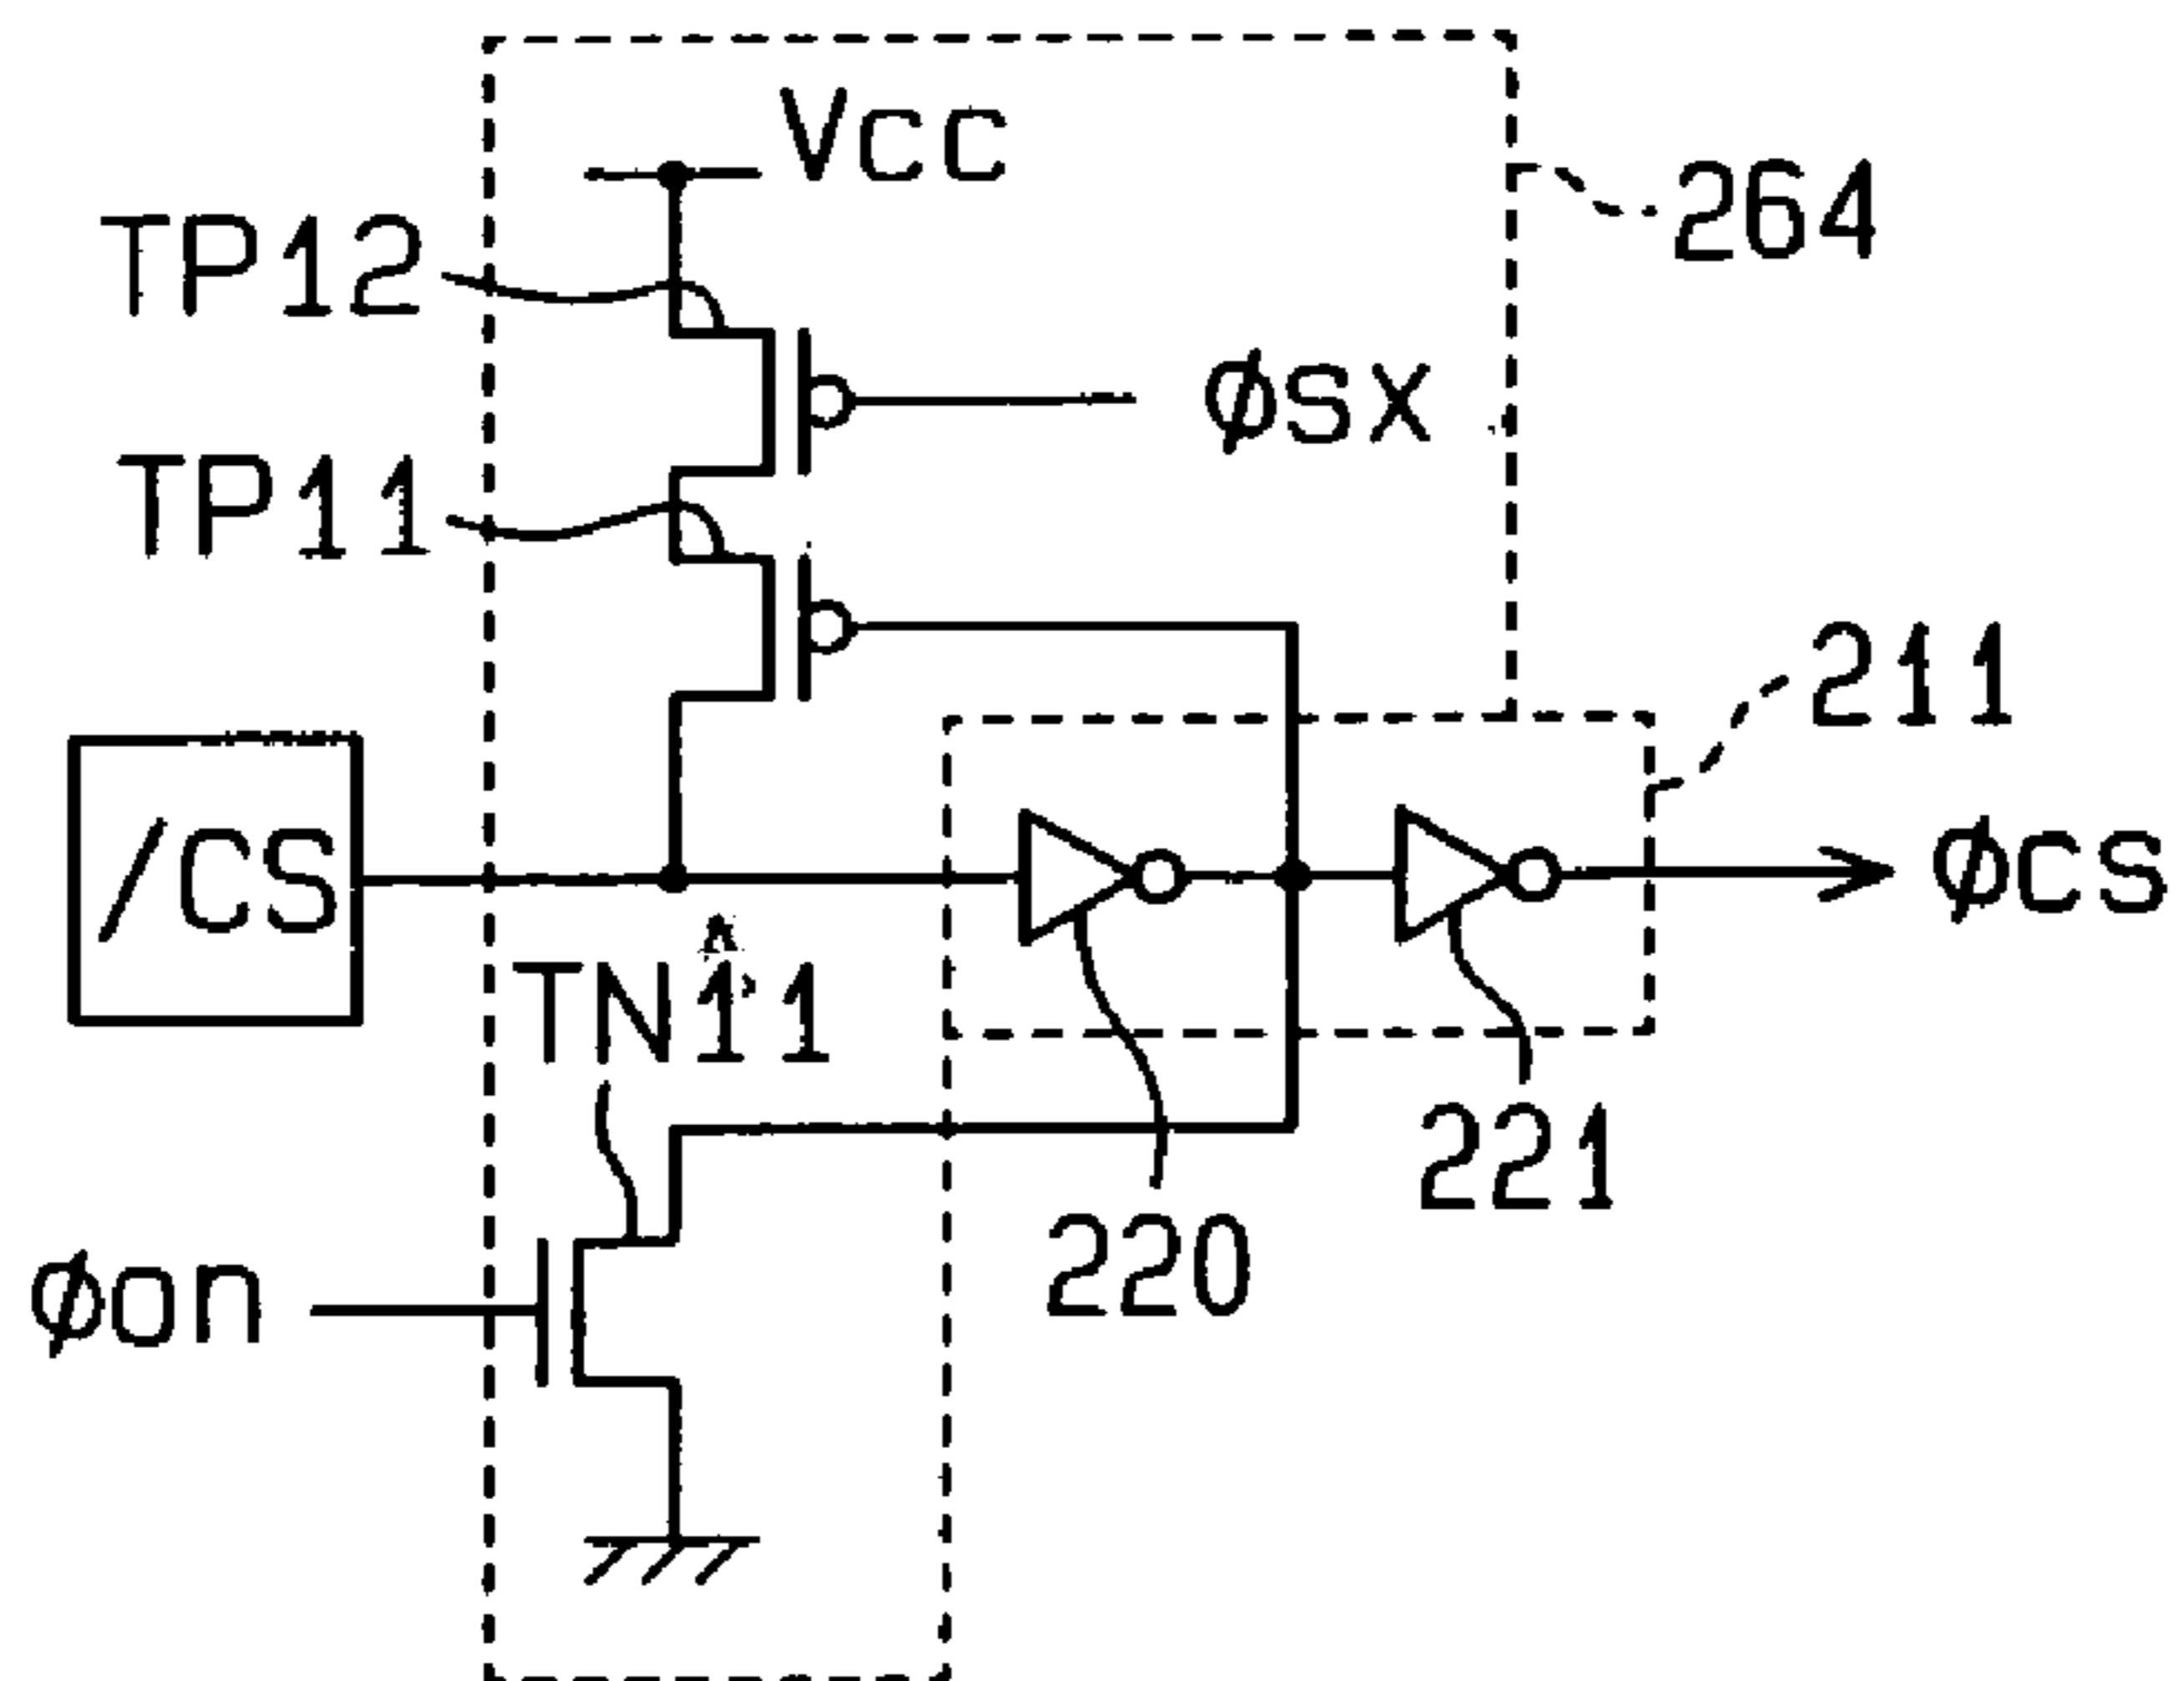 Vcc
264
TP12
φsx
TP11
211
/CS
φcs
TN11
221
220
φon